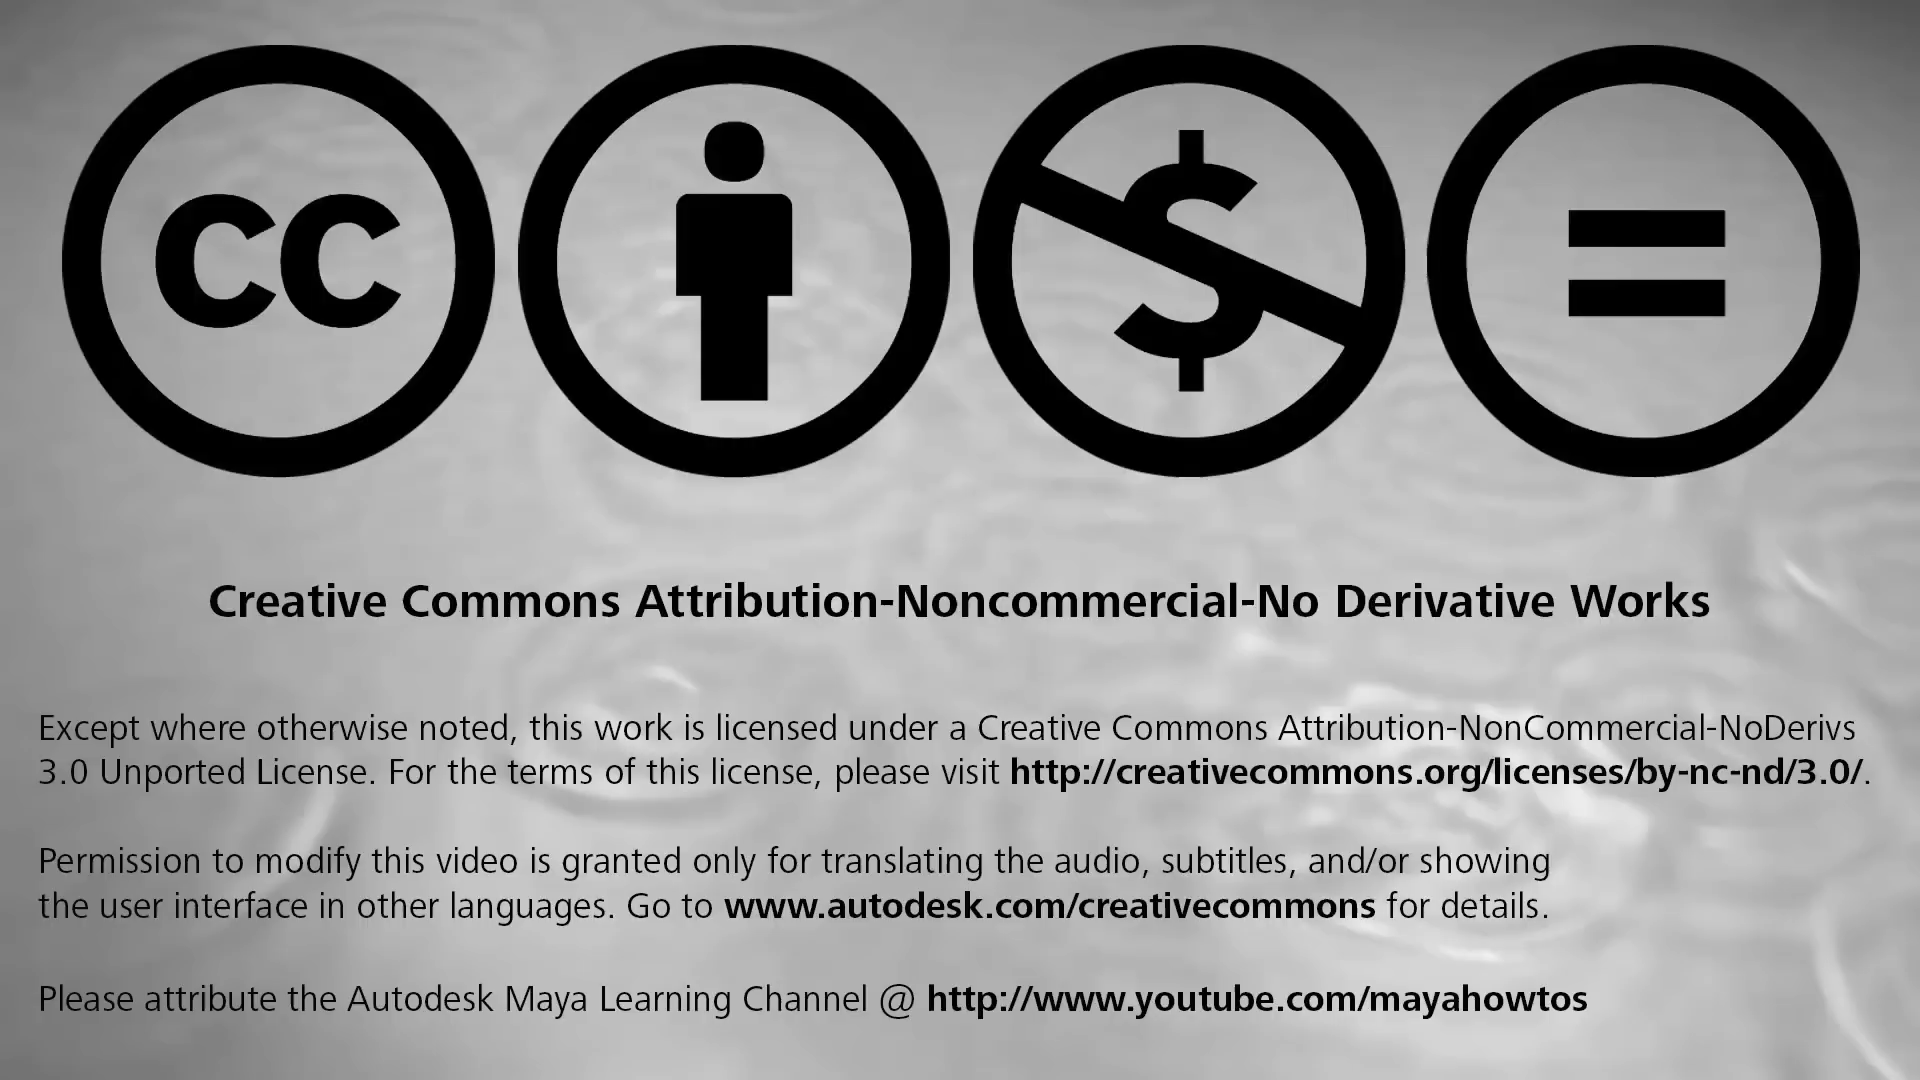 cc
$
=
Creative Commons Attribution-Noncommercial-No Derivative Works
Except where otherwise noted, this work is licensed under a Creative Commons Attribution-NonCommercial-NoDerivs
3.0 Unported License. For the terms of this license, please visit http://creativecommons.org/licenses/by-nc-nd/3.0/.
Permission to modify this video is granted only for translating the audio, subtitles, and/or showing
the user interface in other languages. Go to www.autodesk.com/creativecommons for details.
Please attribute the Autodesk Maya Learning Channel @ http://www.youtube.com/mayahowtos